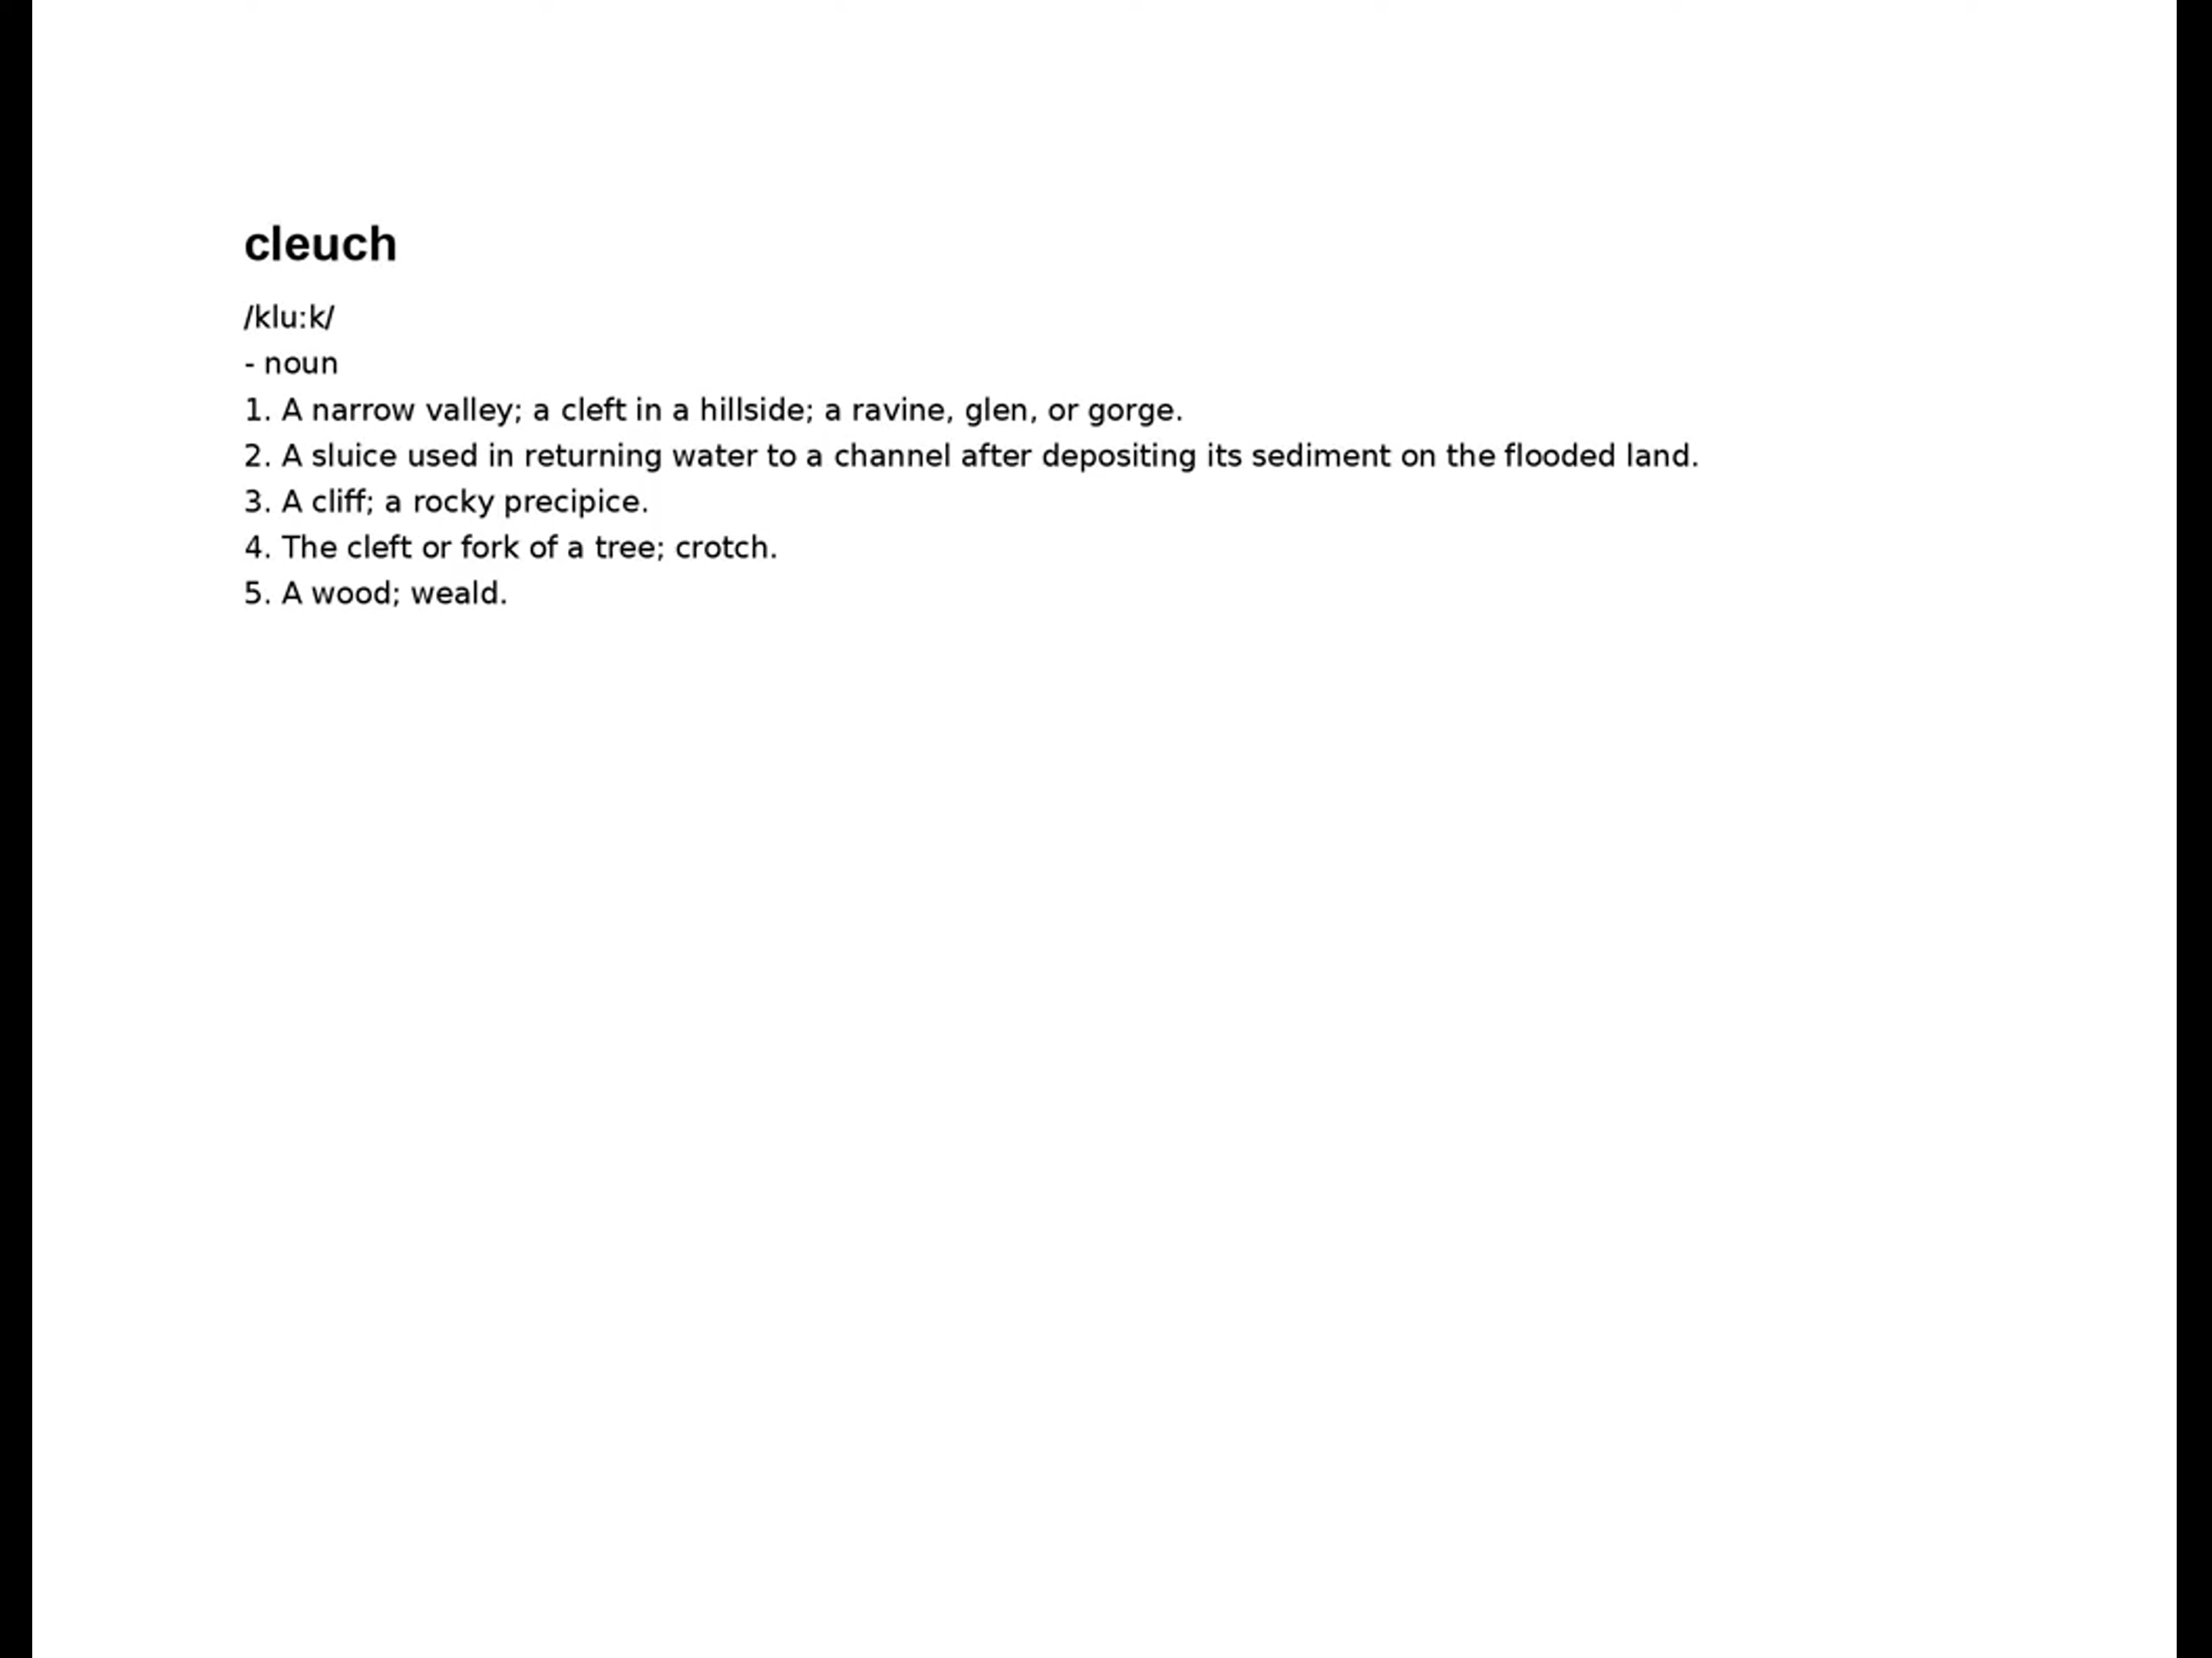 cleuch
/klu:k/
- noun
1. A narrow valley; a cleft in a hillside; a ravine, glen, or gorge.
2. A sluice used in returning water to a channel after depositing its sediment on the flooded land.
3. A cliff; a rocky precipice.
4. The cleft or fork of a tree; crotch.
5. A wood; weald.